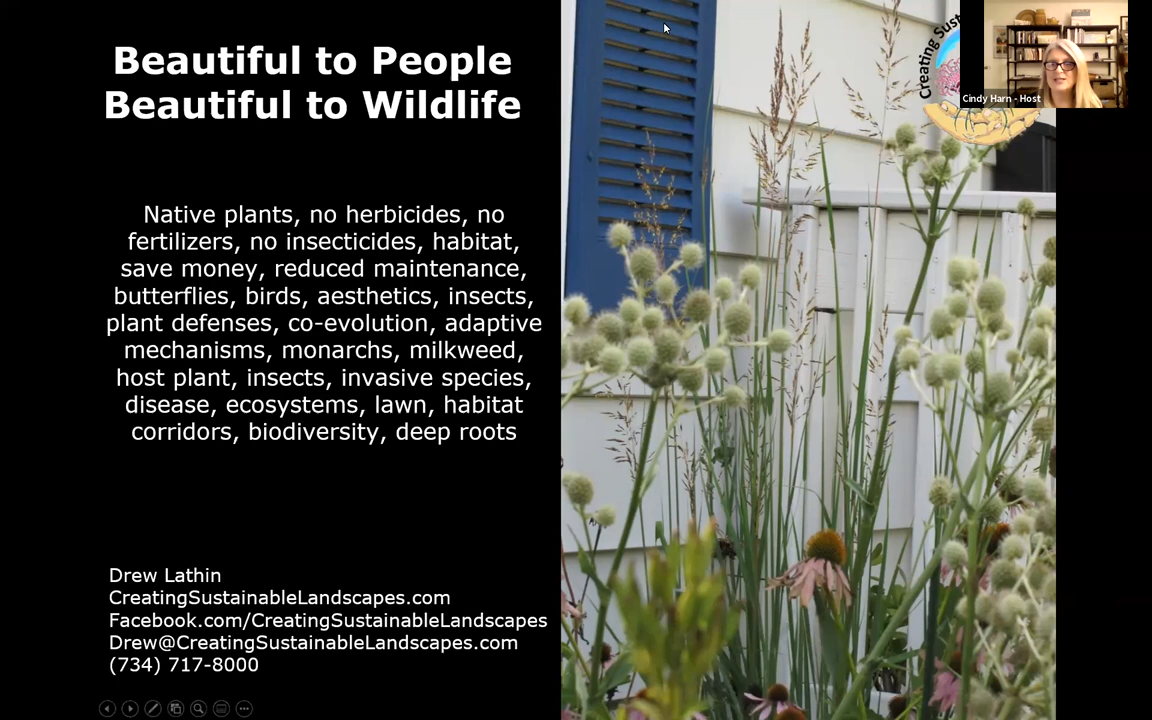 Beautiful to People
Beautiful to Wildlife
Native plants, no herbicides, no
fertilizers, no insecticides, habitat,
save money, reduced maintenance,
butterflies, birds, aesthetics, insects,
plant defenses, co-evolution, adaptive
mechanisms, monarchs, milkweed,
host plant, insects, invasive species,
disease, ecosystems, lawn, habitat
corridors, biodiversity, deep roots
Drew Lathin
CreatingSustainableLandscapes.com
Facebook.com/CreatingSustainableLandscapes
Drew@CreatingSustainableLandscapes.com
(734) 717-8000
Creating Sust
Cindy Harn - Host